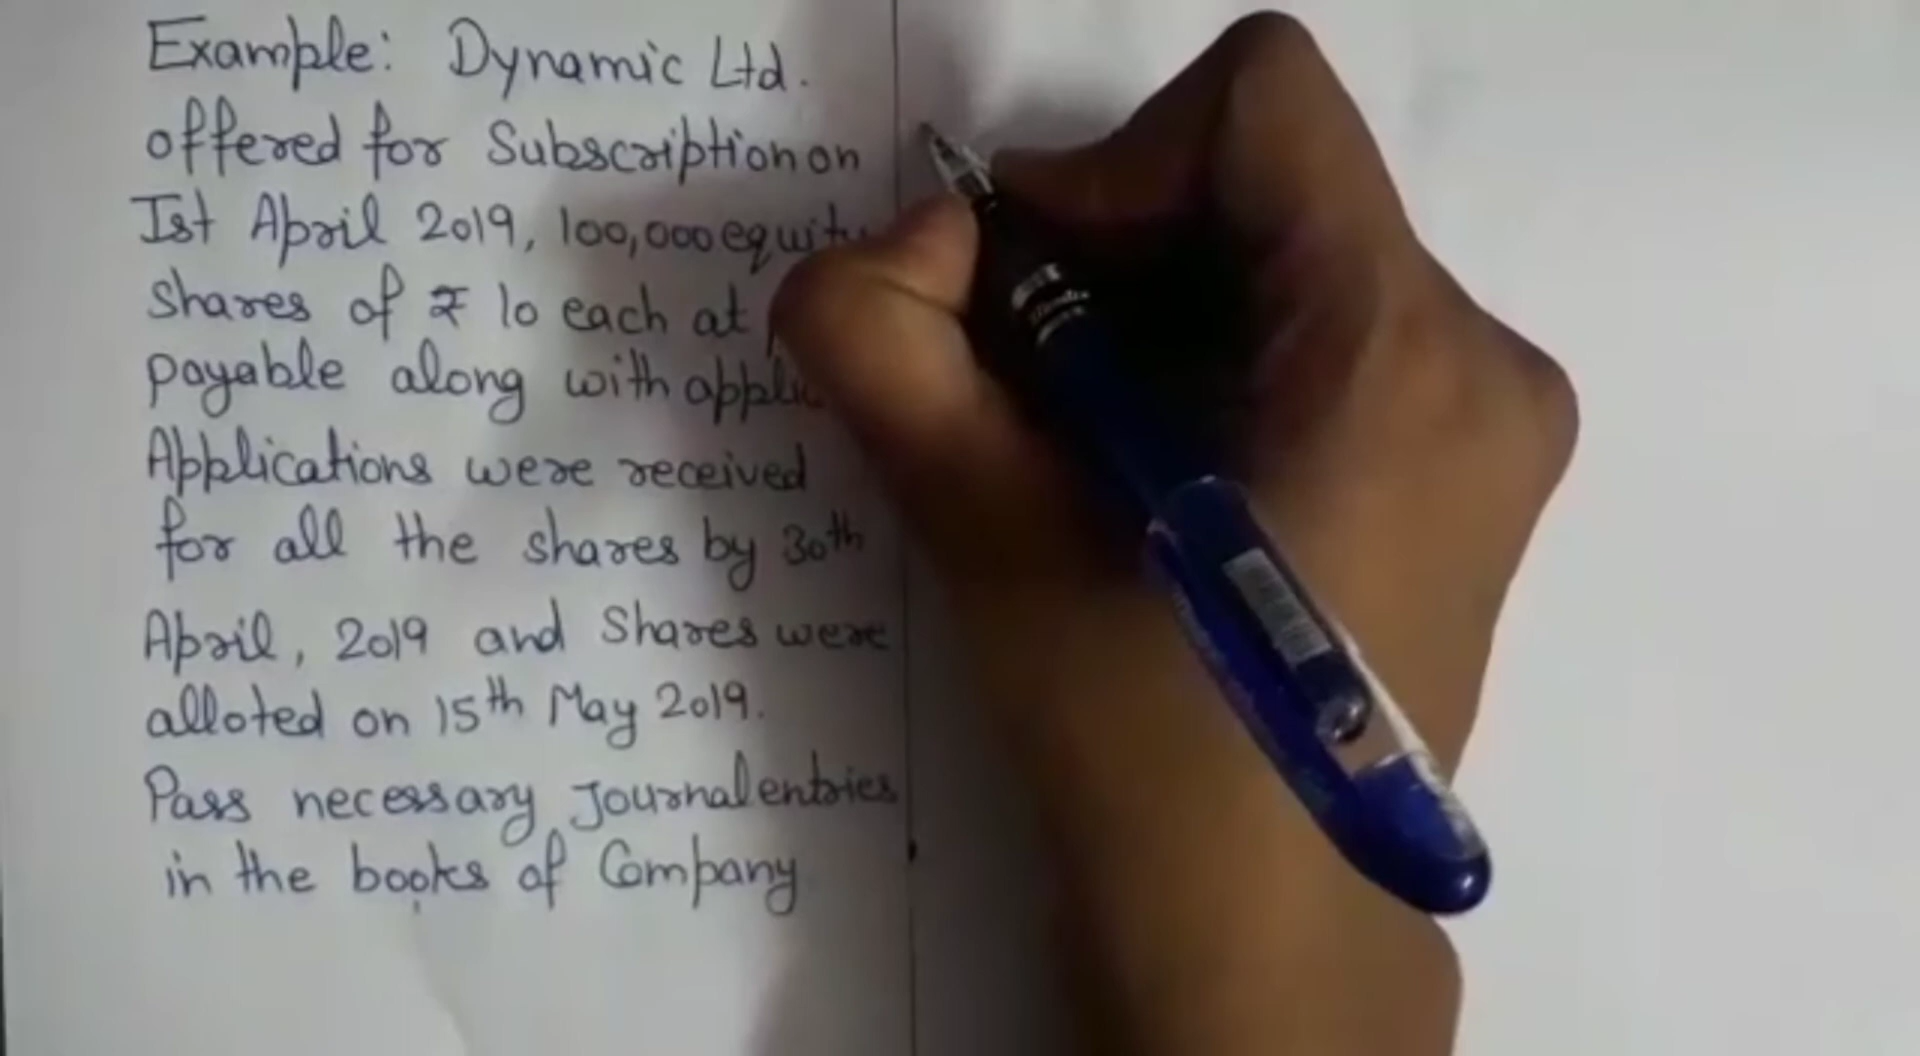 Example: Dynamic Ltd.
offered for Subscription on
Ist April 2019, 100,000 equity
Shares of ₹ 10 each at
payable along with
Applications were received
for all the shares by 30th
April, 2019 and Shares were
alloted on 15th May 2019.
Pass necessary Journal entries
in the books of Company